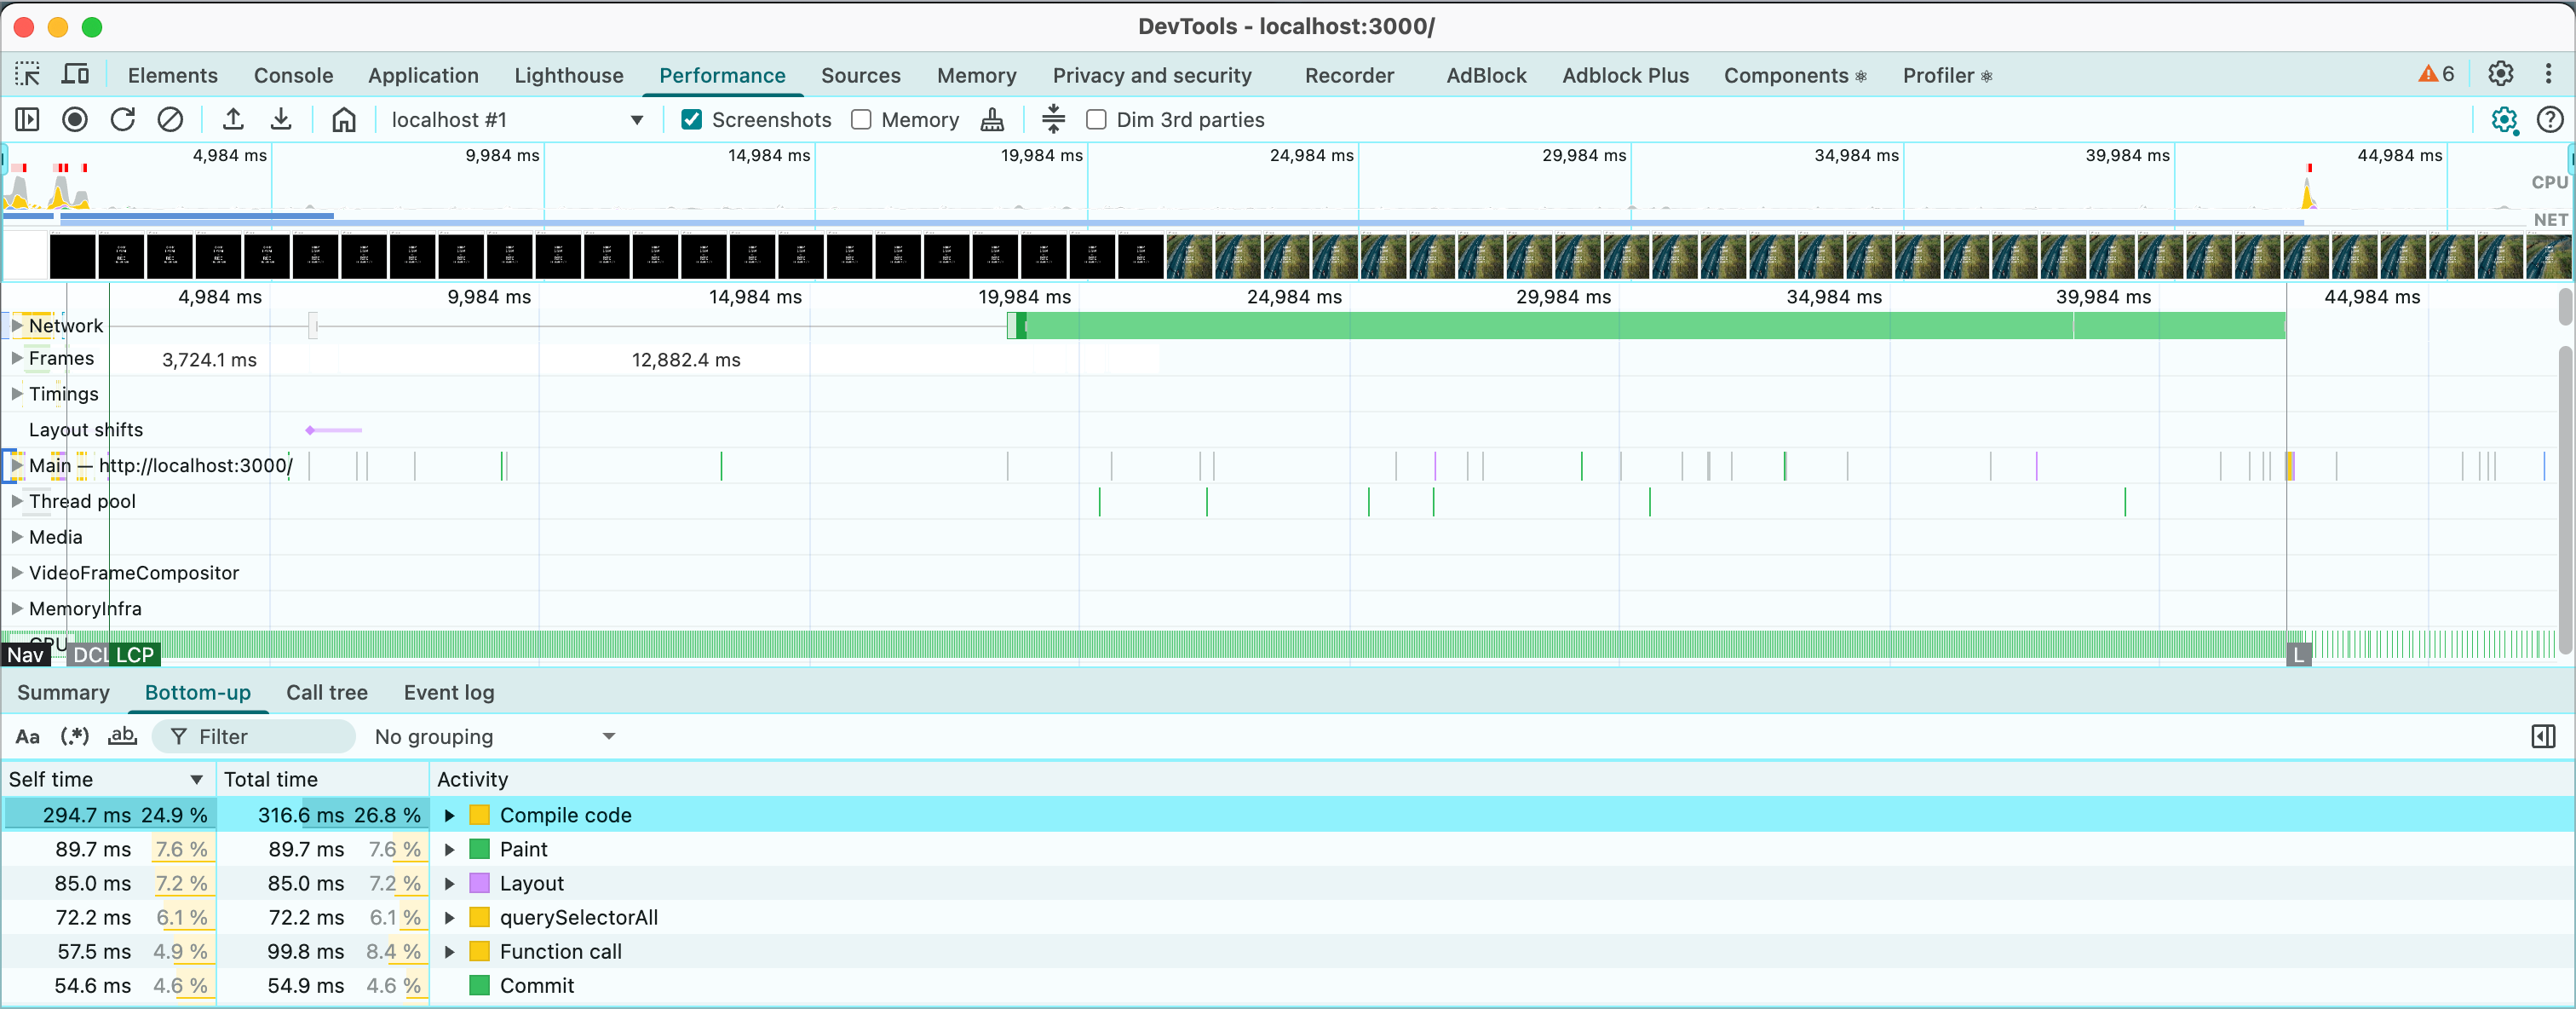 DevTools - localhost:3000/
Elements Console Application Lighthouse Performance Sources Memory Privacy and security Recorder AdBlock Adblock Plus Components ⚛ Profiler ⚛ 6
localhost #1 Screenshots Memory Dim 3rd parties
4,984 ms 9,984 ms 14,984 ms 19,984 ms 24,984 ms 29,984 ms 34,984 ms 39,984 ms 44,984 ms
CPU
NET
4,984 ms 9,984 ms 14,984 ms 19,984 ms 24,984 ms 29,984 ms 34,984 ms 39,984 ms 44,984 ms
Network
Frames 3,724.1 ms 12,882.4 ms
Timings
Layout shifts
Main — http://localhost:3000/
Thread pool
Media
VideoFrameCompositor
MemoryInfra
Nav DCL LCP L
Summary Bottom-up Call tree Event log
Aa (.*) ab Filter No grouping
Self time Total time Activity
294.7 ms 24.9 % 316.6 ms 26.8 % Compile code
89.7 ms 7.6 % 89.7 ms 7.6 % Paint
85.0 ms 7.2 % 85.0 ms 7.2 % Layout
72.2 ms 6.1 % 72.2 ms 6.1 % querySelectorAll
57.5 ms 4.9 % 99.8 ms 8.4 % Function call
54.6 ms 4.6 % 54.9 ms 4.6 % Commit